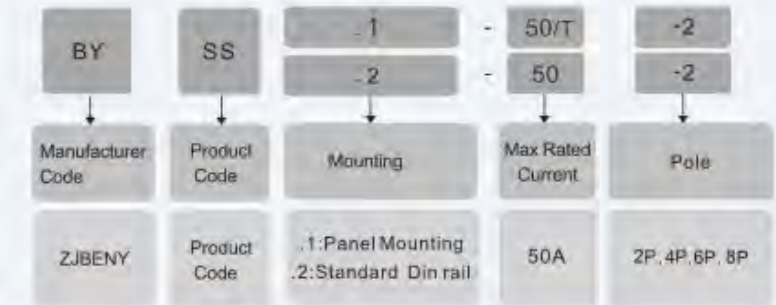 BY SS .1 - 50/T -2
.2 - 50 -2
Manufacturer Code
Product Code
Mounting
Max Rated Current
Pole
ZJBENY
Product Code
.1:Panel Mounting
.2:Standard Din rail
50A
2P, 4P,6P, 8P